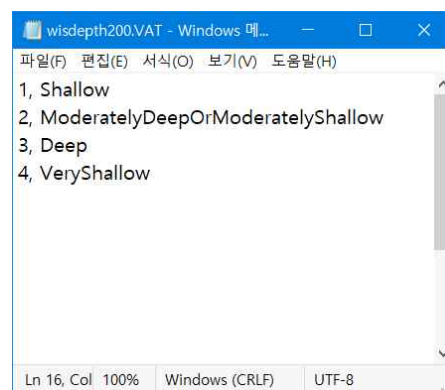 wisdepth200.VAT - Windows 메...
파일(F) 편집(E) 서식(O) 보기(V) 도움말(H)
1, Shallow
2, ModeratelyDeepOrModeratelyShallow
3, Deep
4, VeryShallow
Ln 16, Col 100% Windows (CRLF) UTF-8